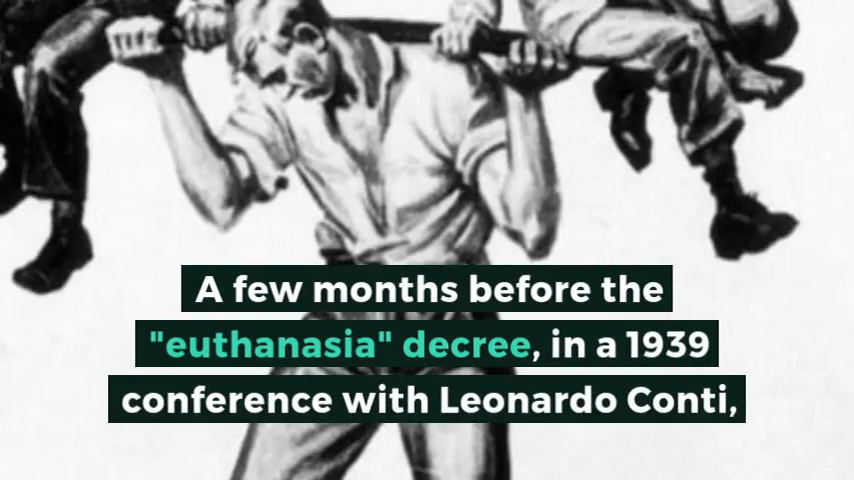 A few months before the
"euthanasia" decree, in a 1939
conference with Leonardo Conti,